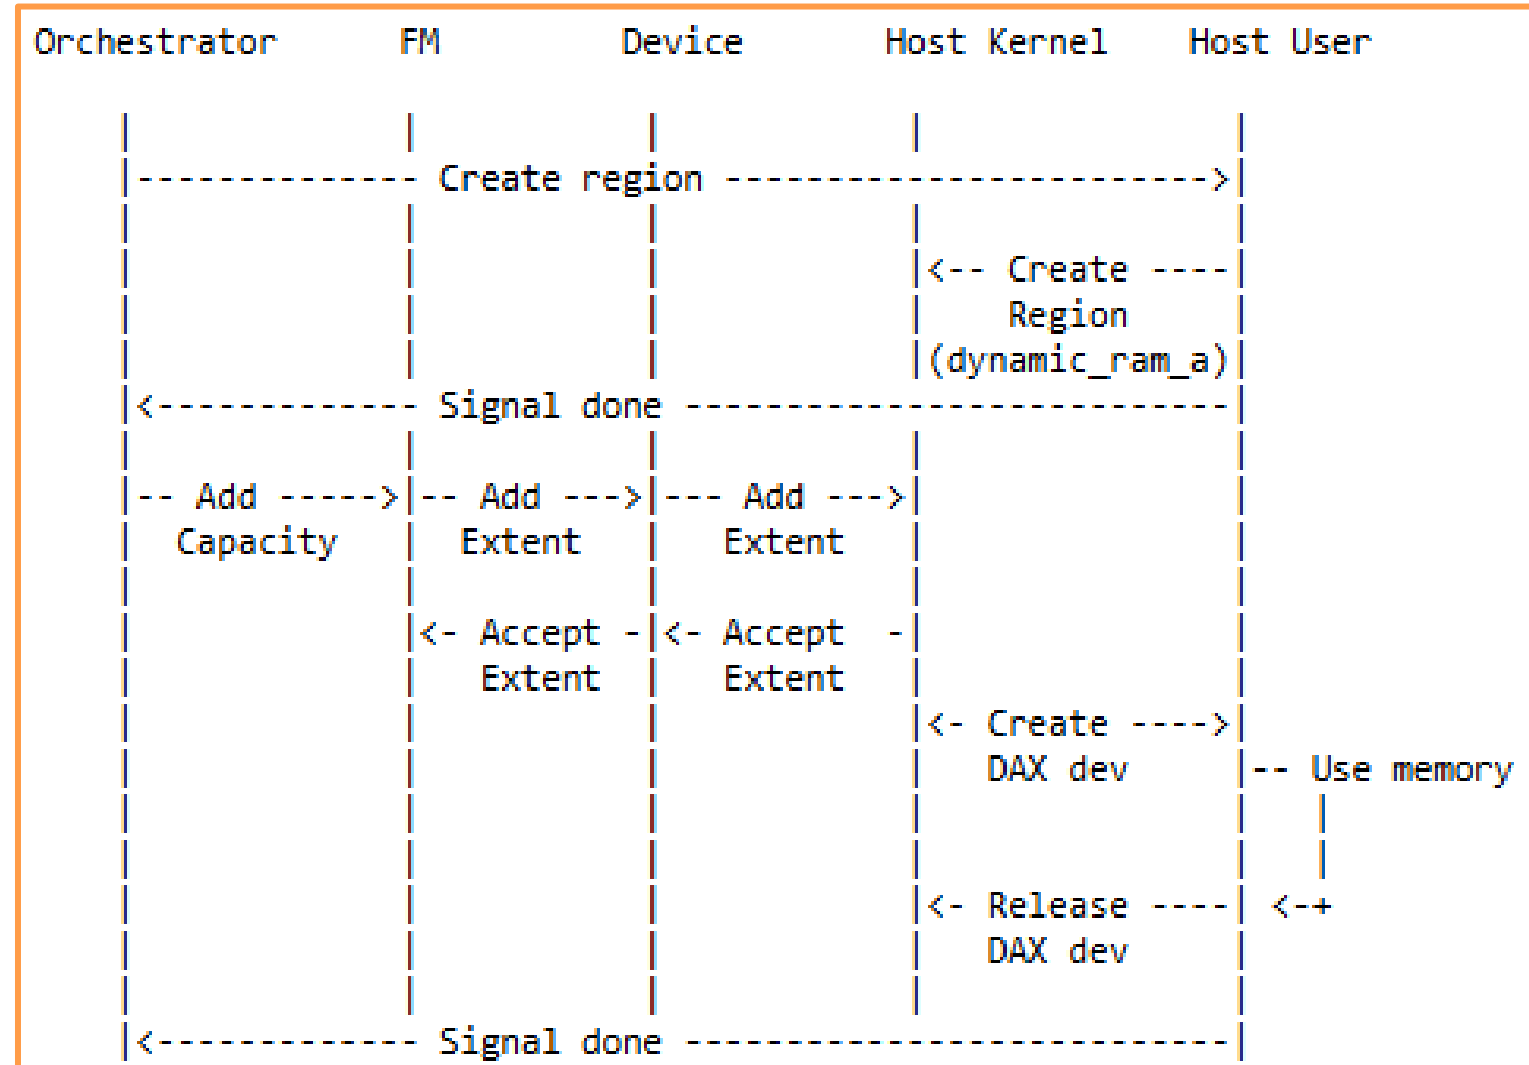 Orchestrator FM Device Host Kernel Host User
| | | | |
|-------------- Create region ------------------------>|
| | | | |
| | | |<-- Create ----|
| | | | Region |
| | | |(dynamic_ram_a)|
|<------------- Signal done ---------------------------|
| | | | |
|-- Add ----->|-- Add --->|--- Add --->| |
| Capacity | Extent | Extent | |
| | | | |
| |<- Accept -|<- Accept -| |
| | Extent | Extent | |
| | | |<- Create ---->|
| | | | DAX dev |-- Use memory
| | | | | |
| | | | | |
| | | |<- Release ----| <-+
| | | | DAX dev |
| | | | |
|<------------- Signal done ---------------------------|